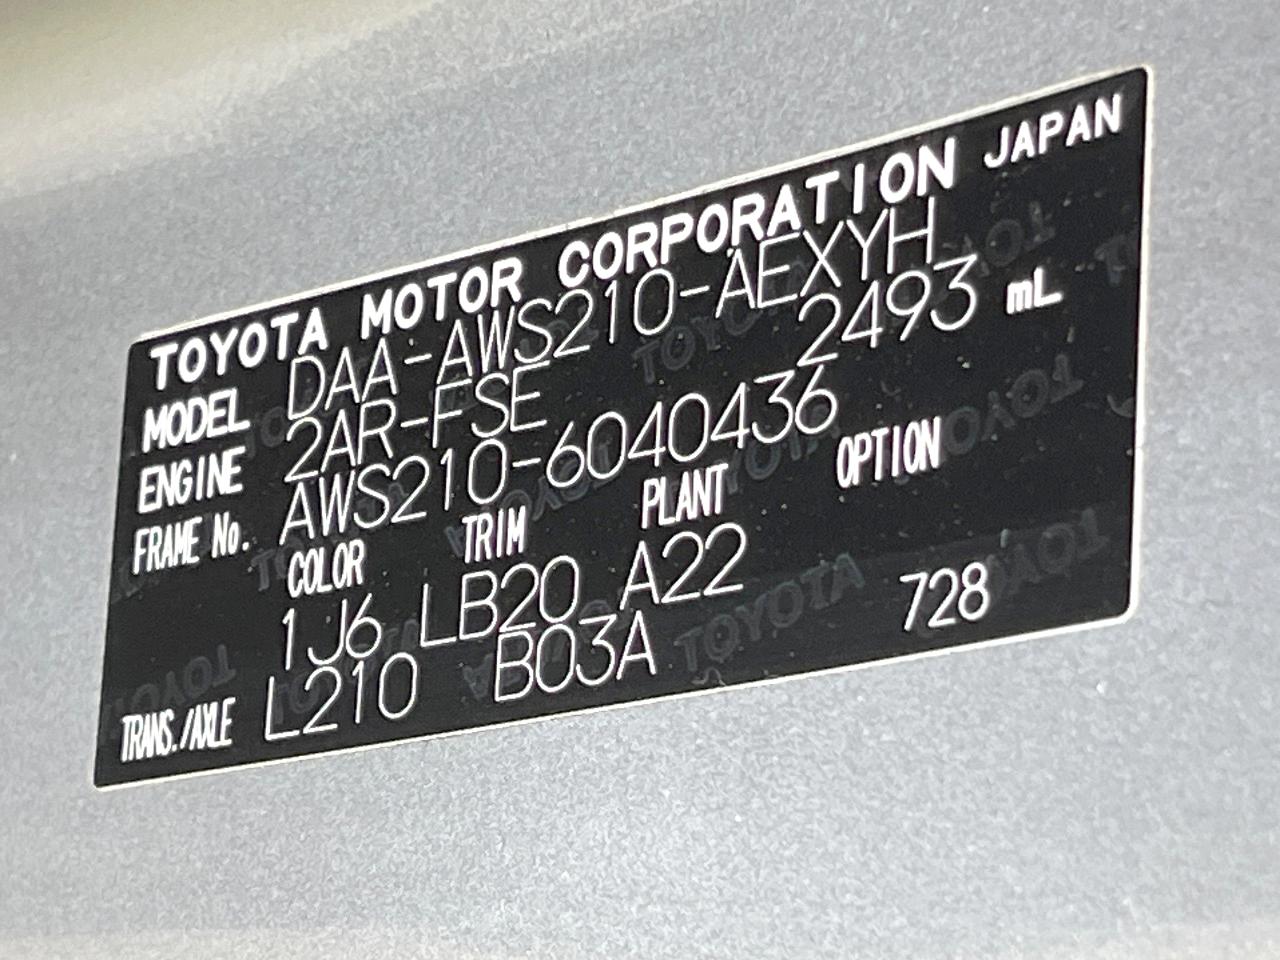 TOYOTA MOTOR CORPORATION JAPAN
MODEL DAA-AWS210-AEXYH
ENGINE 2AR-FSE 2493 mL
FRAME No. AWS210-6040436
COLOR TRIM PLANT OPTION
1J6 LB20 A22
TRANS./AXLE L210 B03A 728